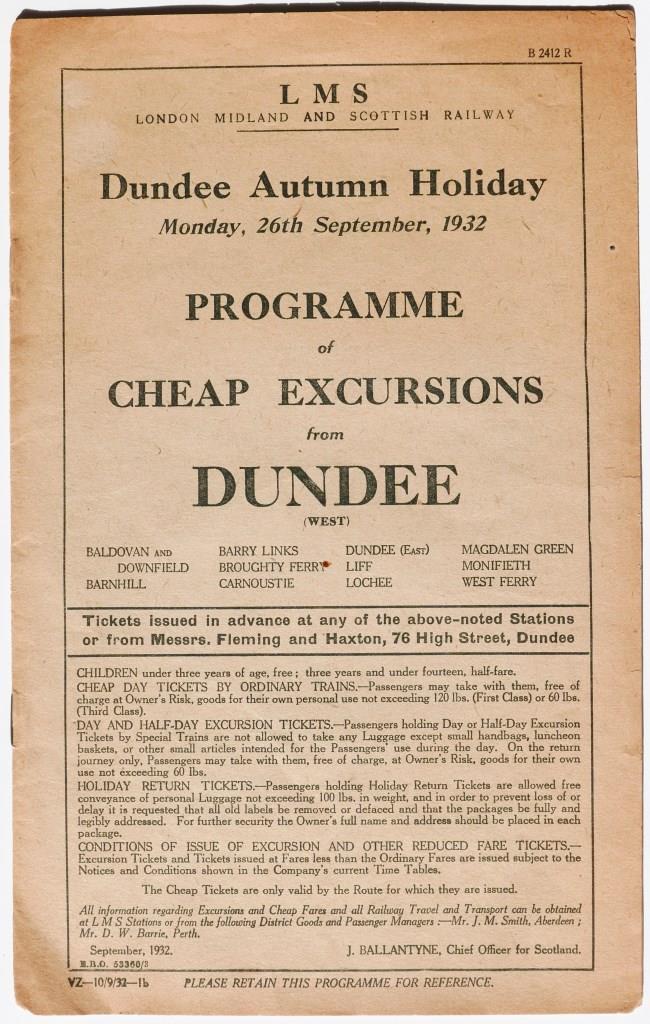 B 2412 R
L M S
LONDON MIDLAND AND SCOTTISH RAILWAY
Dundee Autumn Holiday
Monday, 26th September, 1932
PROGRAMME
of
CHEAP EXCURSIONS
from
DUNDEE
(WEST)
BALDOVAN AND DOWNFIELD
BARNHILL
BARRY LINKS
BROUGHTY FERRY
CARNOUSTIE
DUNDEE (EAST)
LIFF
LOCHEE
MAGDALEN GREEN
MONIFIETH
WEST FERRY
Tickets issued in advance at any of the above-noted Stations
or from Messrs. Fleming and Haxton, 76 High Street, Dundee
CHILDREN under three years of age, free; three years and under fourteen, half-fare.
CHEAP DAY TICKETS BY ORDINARY TRAINS.—Passengers may take with them, free of
charge at Owner's Risk, goods for their own personal use not exceeding 120 lbs. (First Class) or 60 lbs.
(Third Class).
DAY AND HALF-DAY EXCURSION TICKETS.—Passengers holding Day or Half-Day Excursion
Tickets by Special Trains are not allowed to take any Luggage except small handbags, luncheon
baskets, or other small articles intended for the Passengers' use during the day. On the return
journey only, Passengers may take with them, free of charge, at Owner's Risk, goods for their own
use not exceeding 60 lbs.
HOLIDAY RETURN TICKETS.—Passengers holding Holiday Return Tickets are allowed free
conveyance of personal Luggage not exceeding 100 lbs. in weight, and in order to prevent loss of or
delay it is requested that all old labels be removed or defaced and that the packages be fully and
legibly addressed. For further security the Owner's full name and address should be placed in each
package.
CONDITIONS OF ISSUE OF EXCURSION AND OTHER REDUCED FARE TICKETS.—
Excursion Tickets and Tickets issued at Fares less than the Ordinary Fares are issued subject to the
Notices and Conditions shown in the Company's current Time Tables.
The Cheap Tickets are only valid by the Route for which they are issued.
All information regarding Excursions and Cheap Fares and all Railway Travel and Transport can be obtained
at L M S Stations or from the following District Goods and Passenger Managers :—Mr. J. M. Smith, Aberdeen;
Mr. D. W. Barrie, Perth.
September, 1932.
J. BALLANTYNE, Chief Officer for Scotland.
E.R.O. 53360/3
VZ—10/9/32—1b
PLEASE RETAIN THIS PROGRAMME FOR REFERENCE.